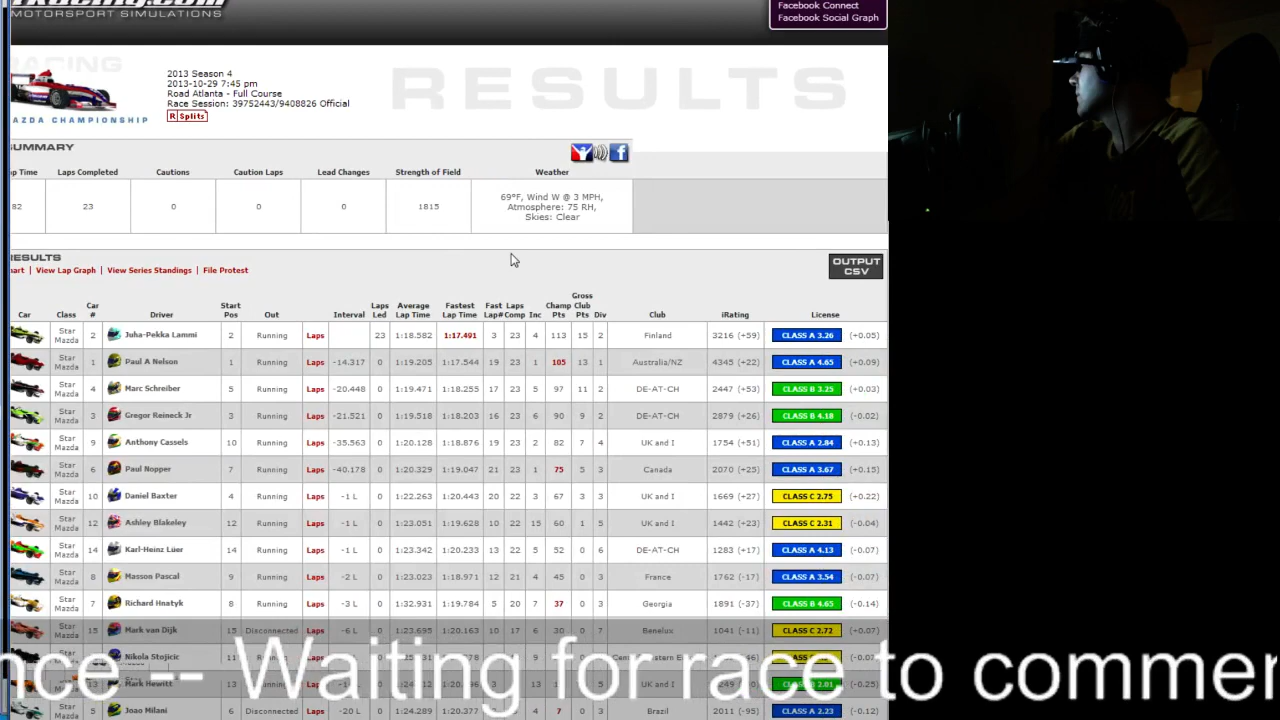 MOTORSPORT SIMULATIONS
Facebook Connect
Facebook Social Graph
RACING
2013 Season 4
2013-10-29 7:45 pm
Road Atlanta - Full Course
Race Session: 39752443/9408826 Official
R Splits
AZDA CHAMPIONSHIP
RESULTS
SUMMARY
p Time Laps Completed Cautions Caution Laps Lead Changes Strength of Field Weather
82 23 0 0 0 1815 69°F, Wind W @ 3 MPH,
Atmosphere: 75 RH,
Skies: Clear
RESULTS
art | View Lap Graph | View Series Standings | File Protest
OUTPUT
CSV
Car Class Car # Driver Start Pos Out Interval Laps Led Average Lap Time Fastest Lap Time Fast Lap# Laps Comp Inc Champ Pts Gross Club Pts Div Club iRating License
Star Mazda 2 Juha-Pekka Lammi 2 Running Laps 23 1:18.582 1:17.491 3 23 4 113 15 2 Finland 3216 (+59) CLASS A 3.26 (+0.05)
Star Mazda 1 Paul A Nelson 1 Running Laps -14.317 0 1:19.205 1:17.544 19 23 1 105 13 1 Australia/NZ 4345 (+22) CLASS A 4.65 (+0.09)
Star Mazda 4 Marc Schreiber 5 Running Laps -20.448 0 1:19.471 1:18.255 17 23 5 97 11 2 DE-AT-CH 2447 (+53) CLASS B 3.25 (+0.03)
Star Mazda 3 Gregor Reineck Jr 3 Running Laps -21.521 0 1:19.518 1:18.203 16 23 6 90 9 2 DE-AT-CH 2879 (+26) CLASS B 4.18 (-0.02)
Star Mazda 9 Anthony Cassels 10 Running Laps -35.563 0 1:20.128 1:18.876 19 23 2 82 7 4 UK and I 1754 (+51) CLASS A 2.84 (+0.13)
Star Mazda 6 Paul Nopper 7 Running Laps -40.178 0 1:20.329 1:19.047 21 23 1 75 5 3 Canada 2070 (+25) CLASS A 3.67 (+0.15)
Star Mazda 10 Daniel Baxter 4 Running Laps -1 L 0 1:22.263 1:20.443 20 22 3 67 3 3 UK and I 1669 (+27) CLASS C 2.75 (+0.22)
Star Mazda 12 Ashley Blakeley 12 Running Laps -1 L 0 1:23.051 1:19.628 10 22 15 60 1 5 UK and I 1442 (+23) CLASS C 2.31 (-0.04)
Star Mazda 14 Karl-Heinz Lüer 14 Running Laps -1 L 0 1:23.342 1:20.233 13 22 5 52 0 6 DE-AT-CH 1283 (+17) CLASS A 4.13 (-0.07)
Star Mazda 8 Masson Pascal 9 Running Laps -2 L 0 1:23.023 1:18.971 12 21 4 45 0 3 France 1762 (-17) CLASS A 3.54 (-0.07)
Star Mazda 7 Richard Hnatyk 8 Running Laps -3 L 0 1:32.931 1:19.784 5 20 7 37 0 3 Georgia 1891 (-37) CLASS B 4.65 (-0.14)
Star Mazda 15 Mark van Dijk 15 Disconnected Laps -6 L 0 1:23.695 1:20.163 10 17 6 30 0 7 Benelux 1041 (-11) CLASS C 2.72 (+0.07)
Star Mazda Nikola Stojicic
Star Mazda 13 Mark Hewitt 13 UK and I (-0.25)
Star Mazda 5 Joao Milani 6 Disconnected Laps -20 L 0 1:24.289 1:20.377 4 7 0 3 Brazil 2011 (-95) CLASS A 2.23 (-0.12)
nce -- Waiting for race to commen